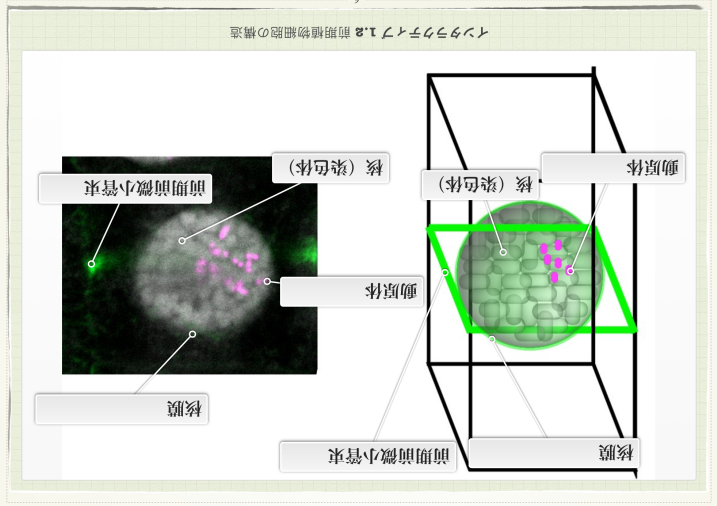 核膜
前期前微小管束
核膜
動原体
核（染色体）
前期前微小管束
動原体
核（染色体）
インタラクティブ 1.2 前期植物細胞の構造